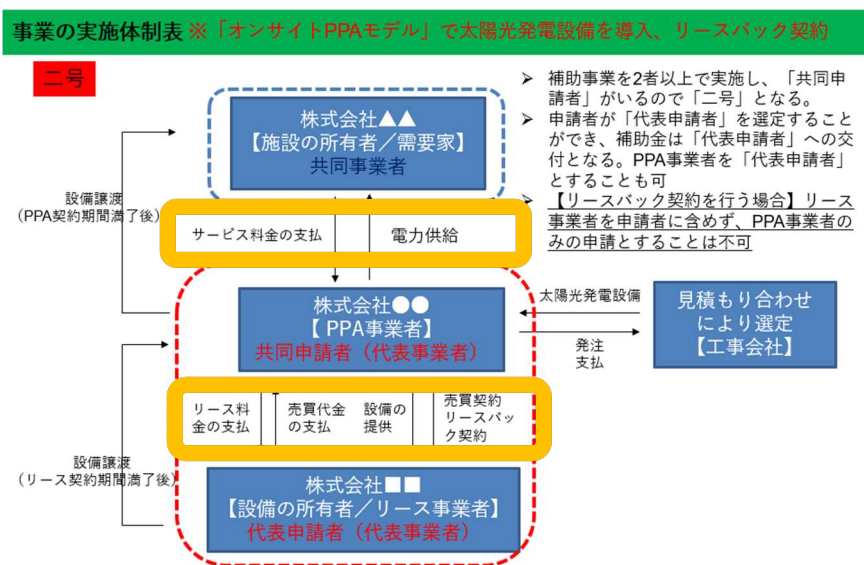 事業の実施体制表 ※「オンサイトPPAモデル」で太陽光発電設備を導入、リースバック契約
二号
株式会社▲▲
【施設の所有者／需要家】
共同事業者
➢ 補助事業を2者以上で実施し、「共同申
請者」がいるので「二号」となる。
➢ 申請者が「代表申請者」を選定すること
ができ、補助金は「代表申請者」への交
付となる。PPA事業者を「代表申請者」
とすることも可
➢ 【リースバック契約を行う場合】リース
事業者を申請者に含めず、PPA事業者の
みの申請とすることは不可
設備譲渡
（PPA契約期間満了後）
サービス料金の支払
電力供給
株式会社●●
【 PPA事業者】
共同申請者（代表事業者）
太陽光発電設備
発注
支払
見積もり合わせ
により選定
【工事会社】
リース料
金の支払
売買代金
の支払
設備の
提供
売買契約
リースバッ
ク契約
設備譲渡
（リース契約期間満了後）
株式会社■■
【設備の所有者／リース事業者】
代表申請者（代表事業者）